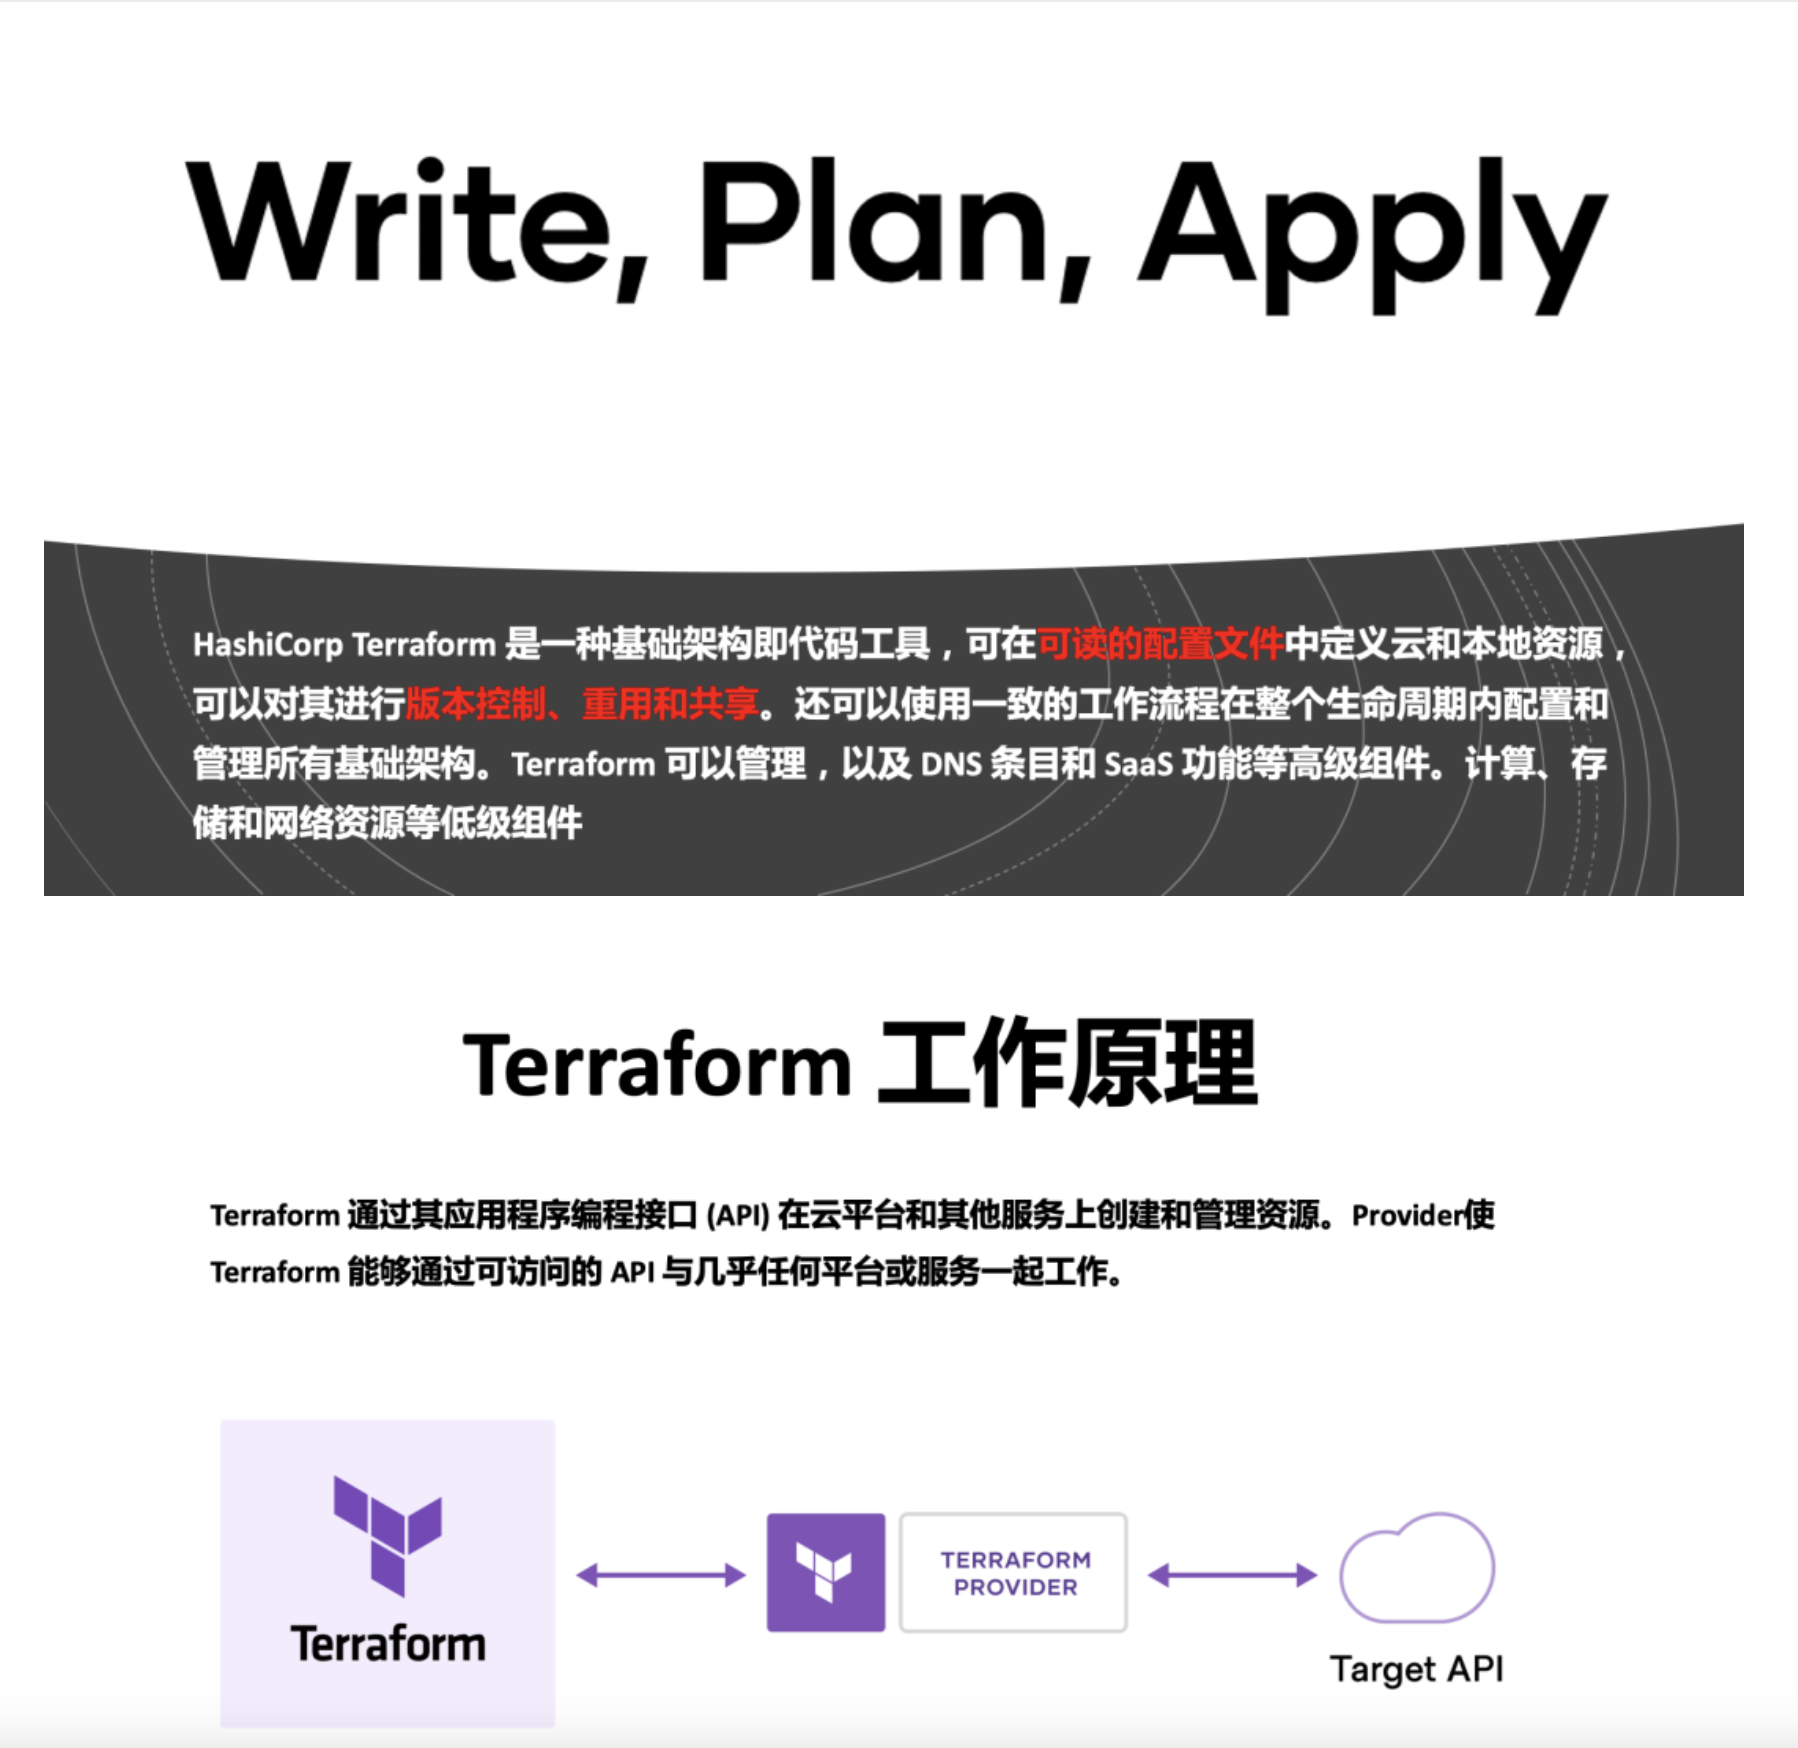 Write, Plan, Apply
HashiCorp Terraform 是一种基础架构即代码工具，可在可读的配置文件中定义云和本地资源，
可以对其进行版本控制、重用和共享。还可以使用一致的工作流程在整个生命周期内配置和
管理所有基础架构。Terraform 可以管理，以及 DNS 条目和 SaaS 功能等高级组件。计算、存
储和网络资源等低级组件
Terraform 工作原理
Terraform 通过其应用程序编程接口 (API) 在云平台和其他服务上创建和管理资源。Provider使
Terraform 能够通过可访问的 API 与几乎任何平台或服务一起工作。
Terraform
TERRAFORM
PROVIDER
Target API